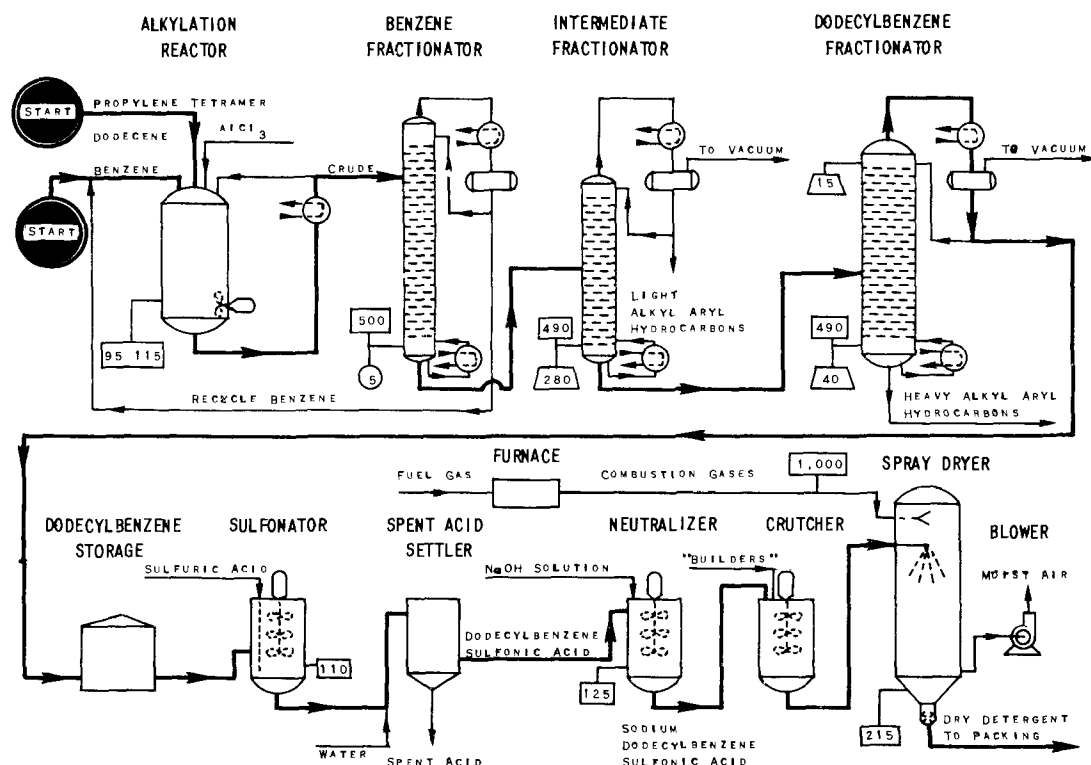 ALKYLATION
REACTOR
BENZENE
FRACTIONATOR
INTERMEDIATE
FRACTIONATOR
DODECYLBENZENE
FRACTIONATOR
START
PROPYLENE TETRAMER
DODECENE
AlCl3
BENZENE
START
CRUDE
TO VACUUM
TO VACUUM
15
LIGHT
ALKYL ARYL
HYDROCARBONS
500
5
490
280
490
40
95 115
RECYCLE BENZENE
HEAVY ALKYL ARYL
HYDROCARBONS
FURNACE
FUEL GAS
COMBUSTION GASES
1,000
SPRAY DRYER
DODECYLBENZENE
STORAGE
SULFONATOR
SPENT ACID
SETTLER
NEUTRALIZER
CRUTCHER
BLOWER
SULFURIC ACID
NaOH SOLUTION
"BUILDERS"
MOIST AIR
DODECYLBENZENE
SULFONIC ACID
110
125
215
WATER
SPENT ACID
SODIUM
DODECYLBENZENE
SULFONIC ACID
DRY DETERGENT
TO PACKING